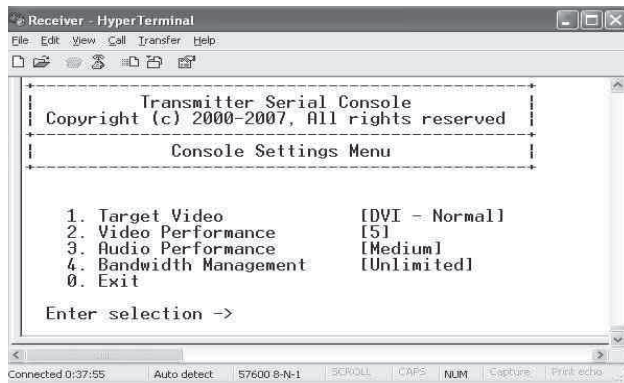 Receiver - HyperTerminal
File Edit View Call Transfer Help
Transmitter Serial Console
Copyright (c) 2000-2007, All rights reserved
Console Settings Menu
1. Target Video [DVI - Normal]
2. Video Performance [5]
3. Audio Performance [Medium]
4. Bandwidth Management [Unlimited]
0. Exit
Enter selection ->
Connected 0:37:55 Auto detect 57600 8-N-1 SCROLL CAPS NUM Capture Print echo